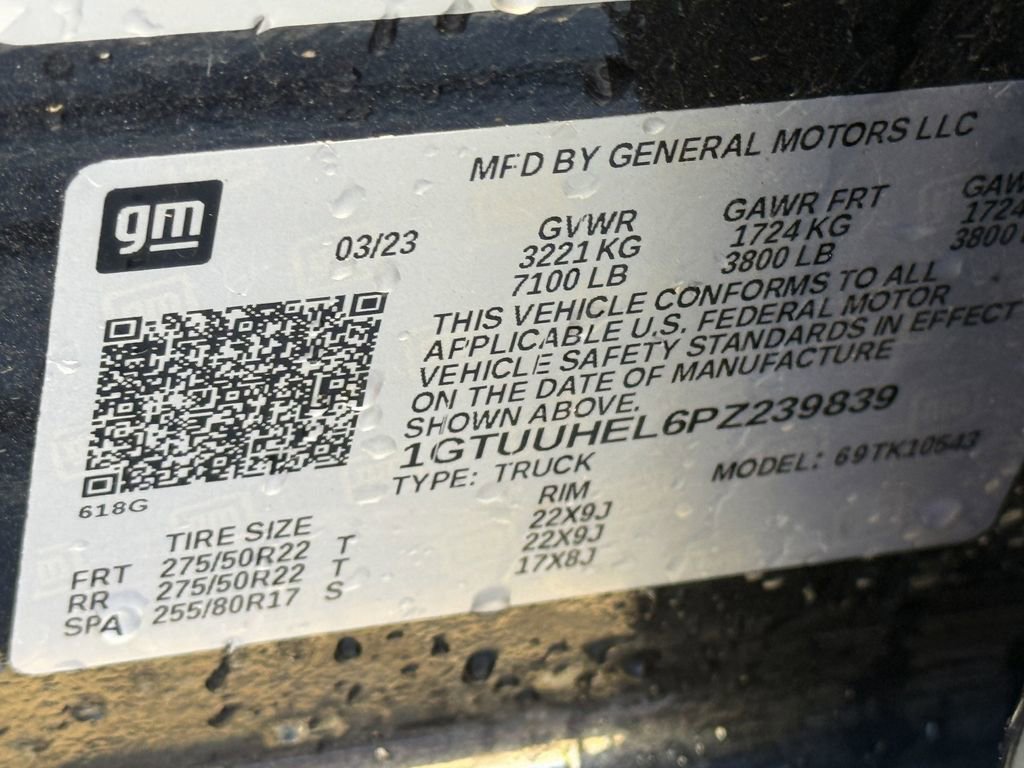 gm
MFD BY GENERAL MOTORS LLC
03/23
GVWR GAWR FRT
3221 KG 1724 KG 1724
7100 LB 3800 LB 3800
THIS VEHICLE CONFORMS TO ALL
APPLICABLE U.S. FEDERAL MOTOR
VEHICLE SAFETY STANDARDS IN EFFECT
ON THE DATE OF MANUFACTURE
SHOWN ABOVE.
1GTUUHEL6PZ239839
TYPE: TRUCK MODEL: 69TK10543
618G
TIRE SIZE RIM
FRT 275/50R22 T 22X9J
RR 275/50R22 T 22X9J
SPA 255/80R17 S 17X8J